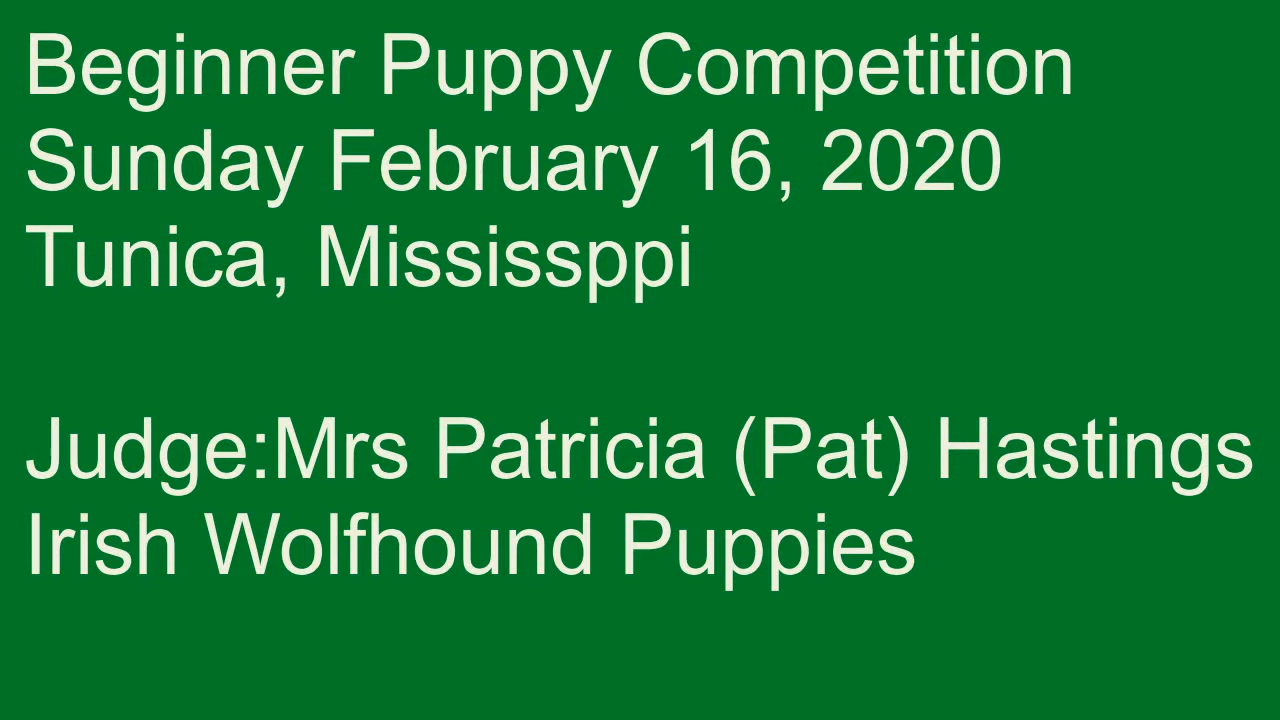 Beginner Puppy Competition
Sunday February 16, 2020
Tunica, Mississppi
Judge:Mrs Patricia (Pat) Hastings
Irish Wolfhound Puppies